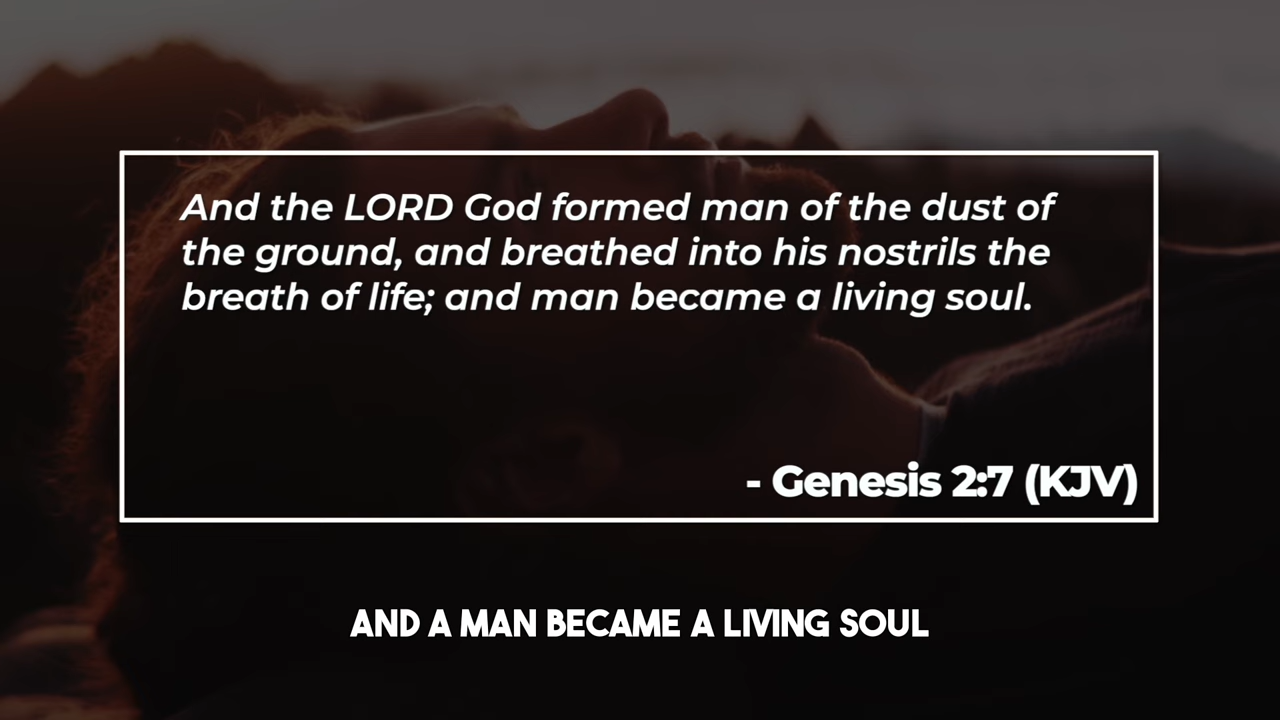 And the LORD God formed man of the dust of
the ground, and breathed into his nostrils the
breath of life; and man became a living soul.
- Genesis 2:7 (KJV)
AND A MAN BECAME A LIVING SOUL